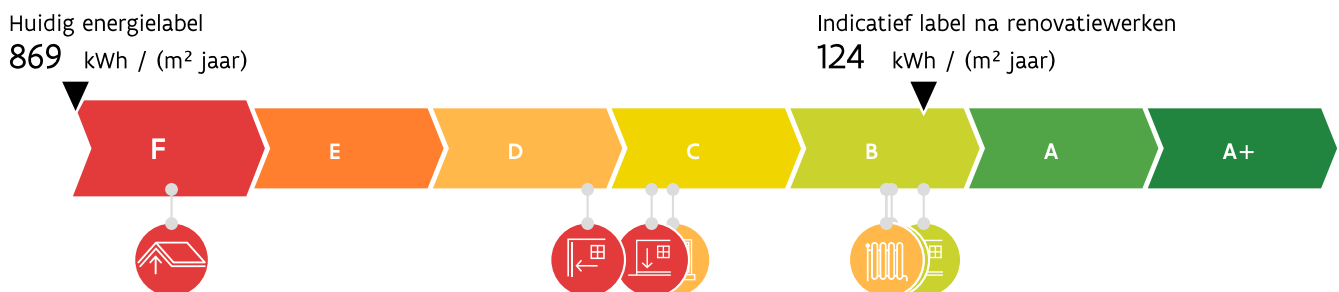 Huidig energielabel
869 kWh / (m² jaar)
Indicatief label na renovatiewerken
124 kWh / (m² jaar)
F E D C B A A+